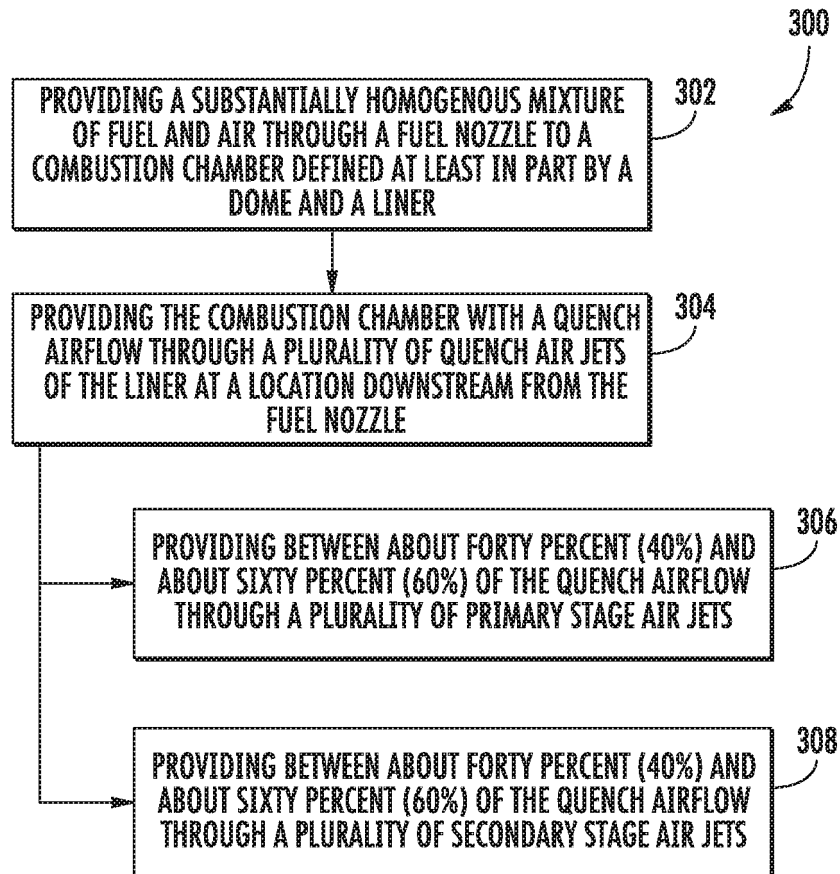 300
PROVIDING A SUBSTANTIALLY HOMOGENOUS MIXTURE
OF FUEL AND AIR THROUGH A FUEL NOZZLE TO A
COMBUSTION CHAMBER DEFINED AT LEAST IN PART BY A
DOME AND A LINER
302
PROVIDING THE COMBUSTION CHAMBER WITH A QUENCH
AIRFLOW THROUGH A PLURALITY OF QUENCH AIR JETS
OF THE LINER AT A LOCATION DOWNSTREAM FROM THE
FUEL NOZZLE
304
PROVIDING BETWEEN ABOUT FORTY PERCENT (40%) AND
ABOUT SIXTY PERCENT (60%) OF THE QUENCH AIRFLOW
THROUGH A PLURALITY OF PRIMARY STAGE AIR JETS
306
PROVIDING BETWEEN ABOUT FORTY PERCENT (40%) AND
ABOUT SIXTY PERCENT (60%) OF THE QUENCH AIRFLOW
THROUGH A PLURALITY OF SECONDARY STAGE AIR JETS
308